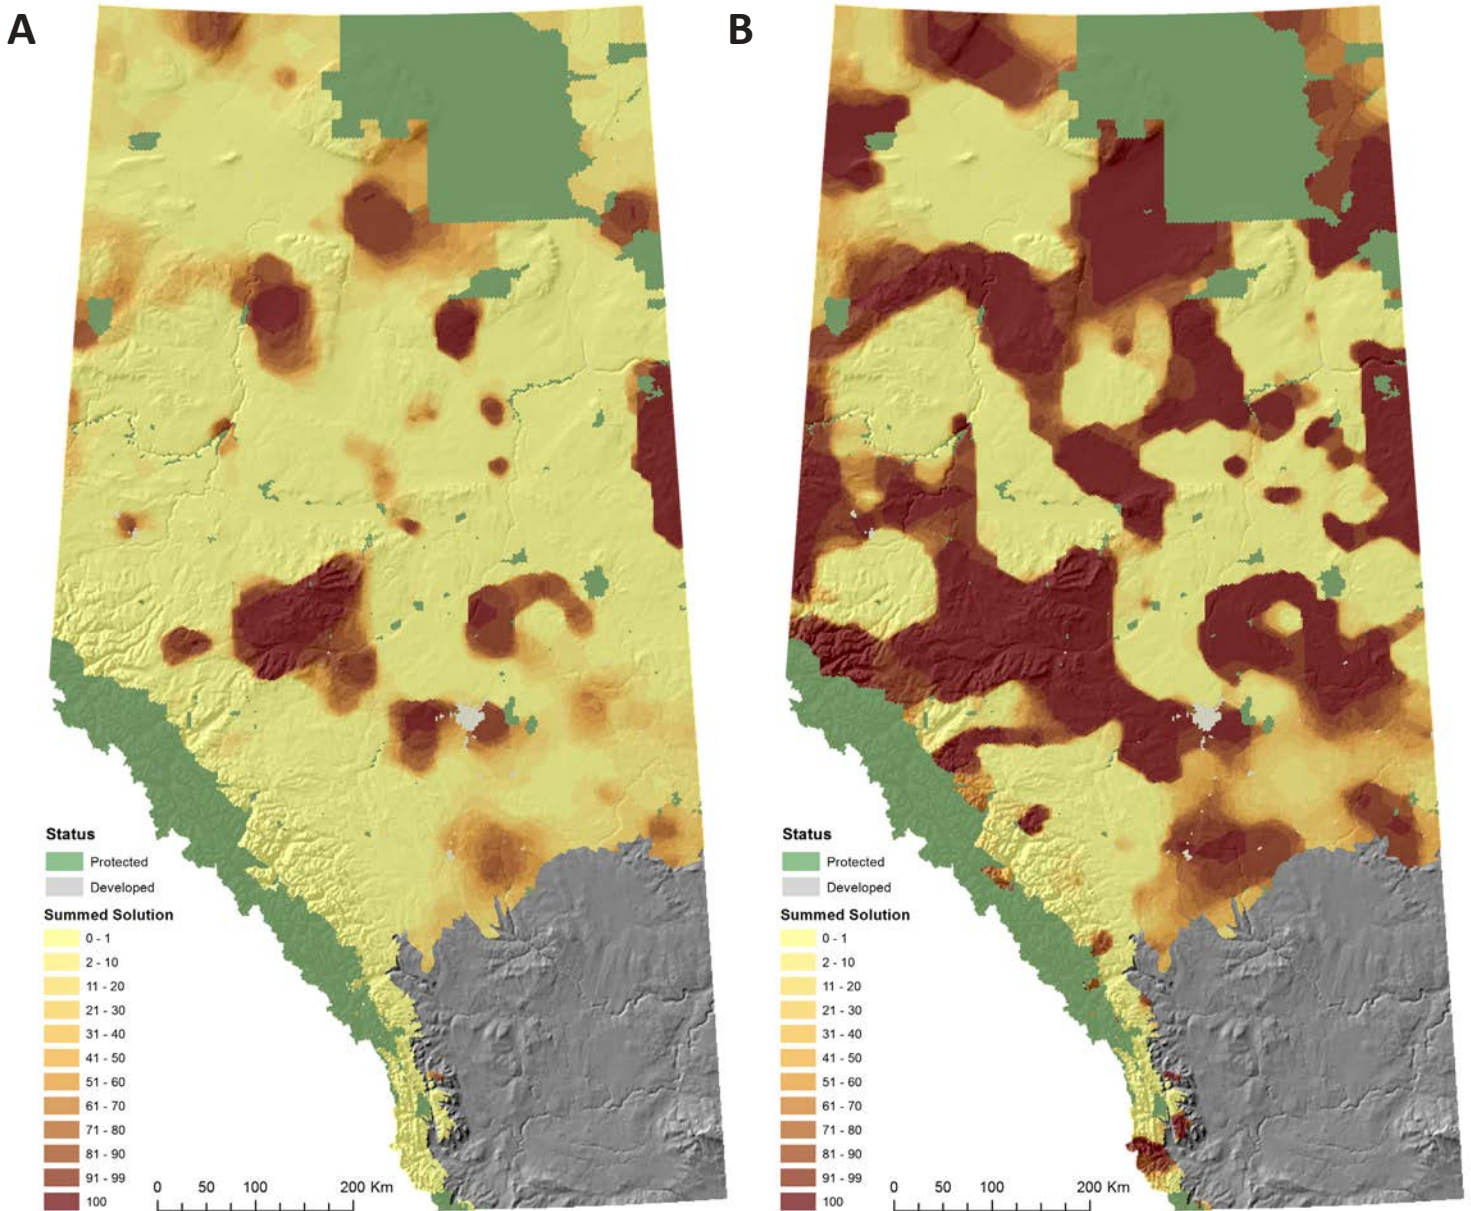 A
B
Status
Protected
Developed
Summed Solution
0 - 1
2 - 10
11 - 20
21 - 30
31 - 40
41 - 50
51 - 60
61 - 70
71 - 80
81 - 90
91 - 99
100
0 50 100 200 Km
Status
Protected
Developed
Summed Solution
0 - 1
2 - 10
11 - 20
21 - 30
31 - 40
41 - 50
51 - 60
61 - 70
71 - 80
81 - 90
91 - 99
100
0 50 100 200 Km